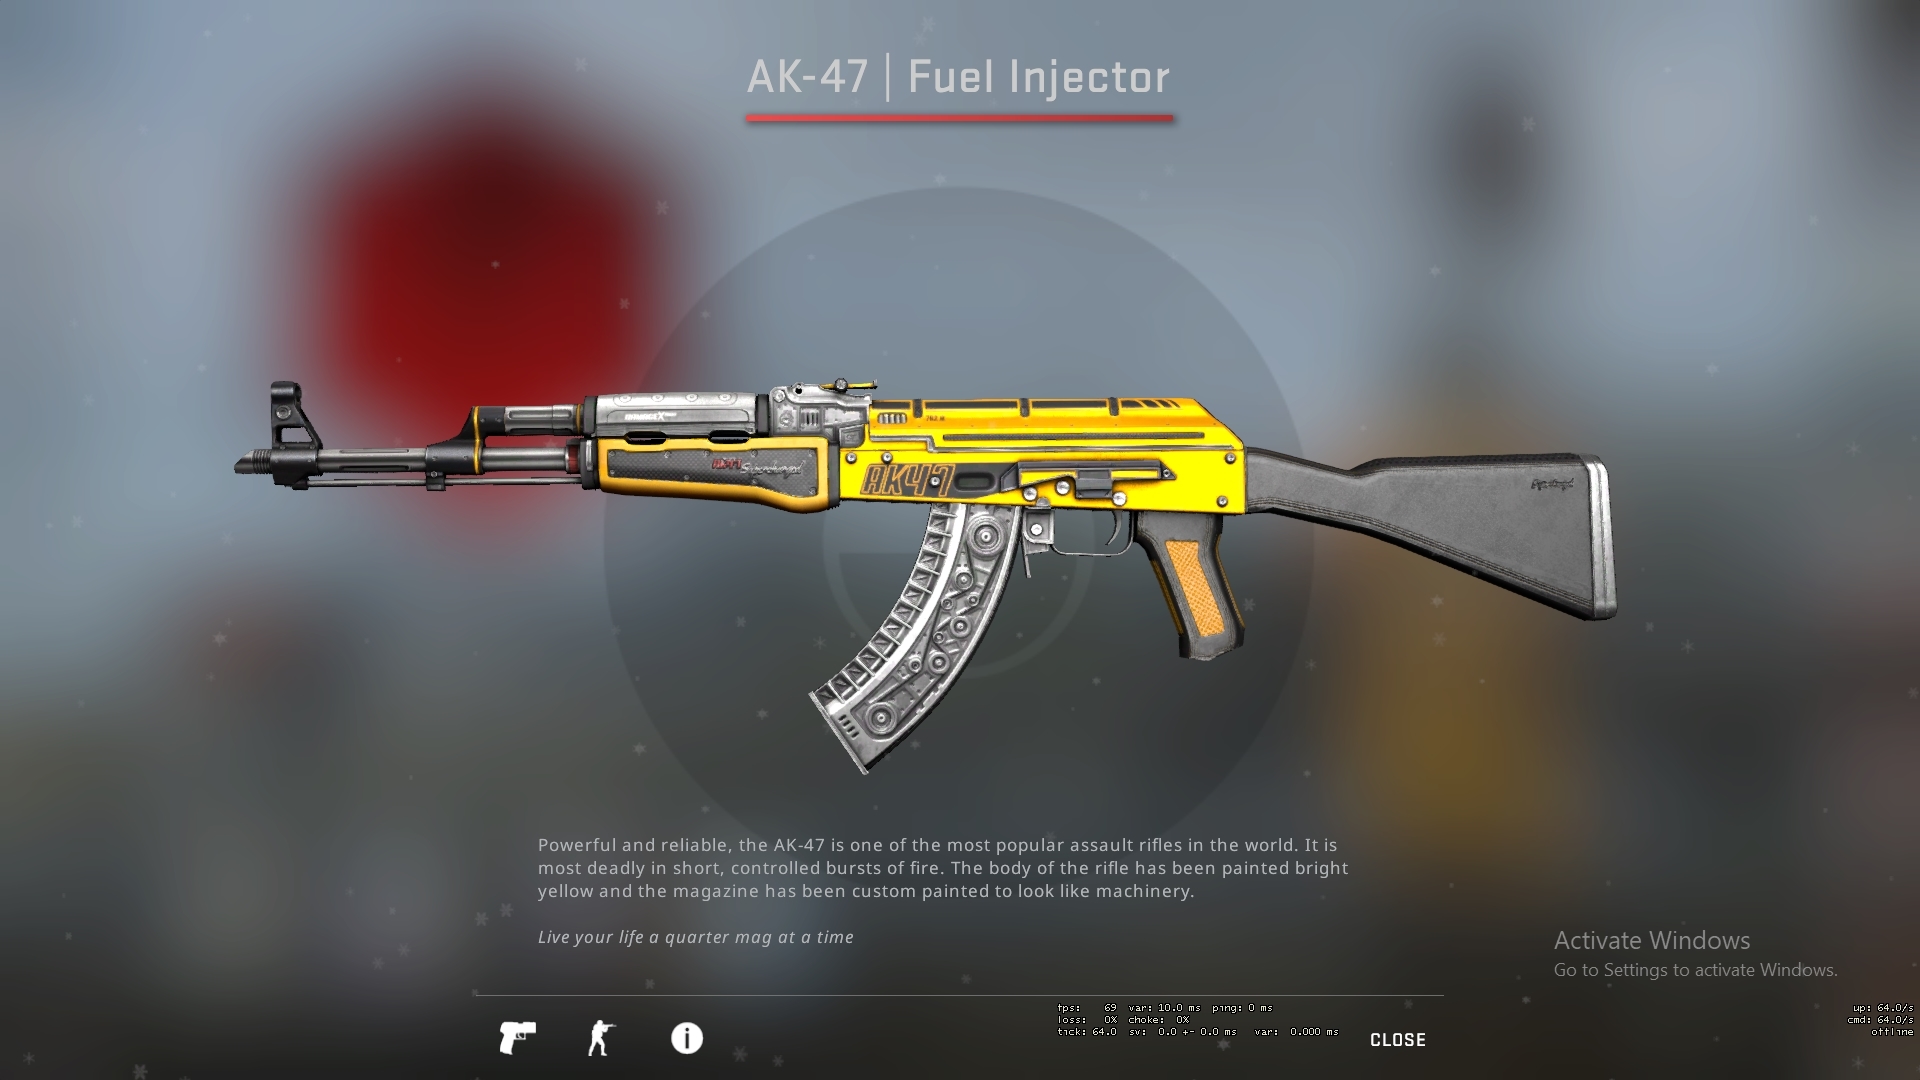 AK-47 | Fuel Injector
762 M
AK47
Powerful and reliable, the AK-47 is one of the most popular assault rifles in the world. It is
most deadly in short, controlled bursts of fire. The body of the rifle has been painted bright
yellow and the magazine has been custom painted to look like machinery.
Live your life a quarter mag at a time
Activate Windows
Go to Settings to activate Windows.
fps: 69 var: 10.0 ms ping: 0 ms
loss: 0% choke: 0%
tick: 64.0 sv: 0.0 +- 0.0 ms var: 0.000 ms
CLOSE
up: 64.0/s
cmd: 64.0/s
offline